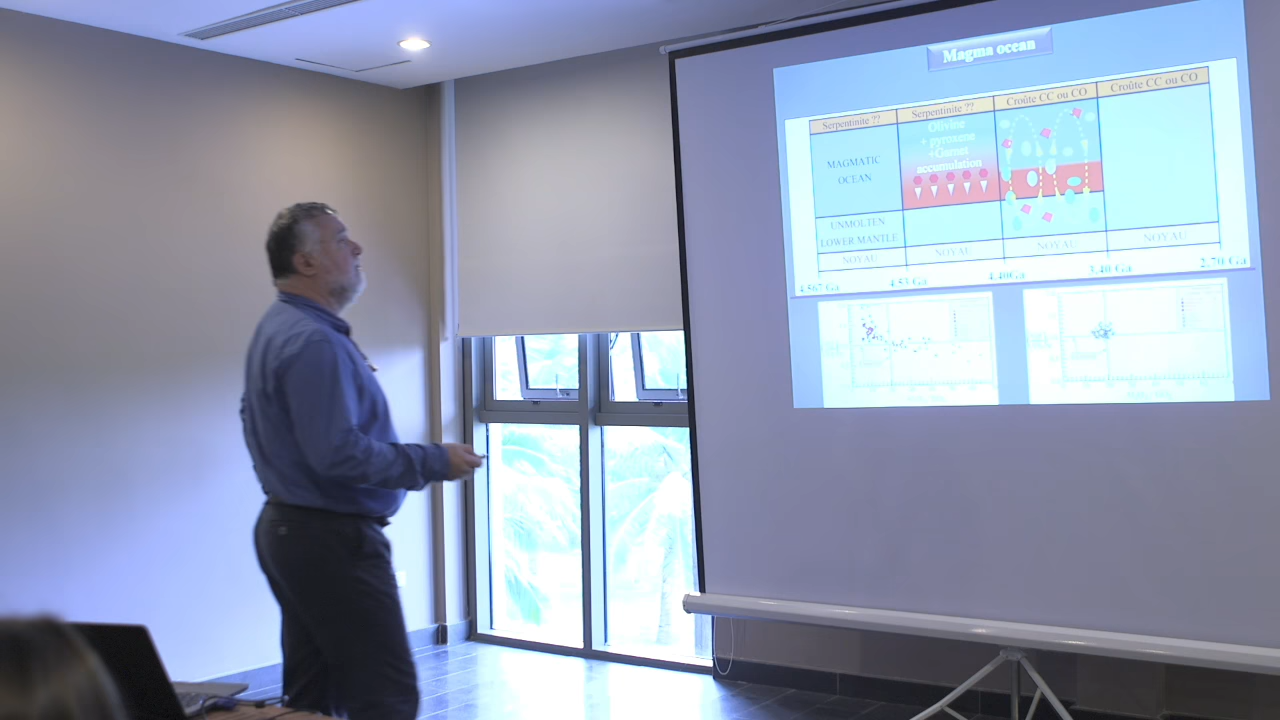 Magma ocean
Serpentinite ??
Serpentinite ??
Croûte CC ou CO
Croûte CC ou CO
MAGMATIC
OCEAN
Olivine
+ pyroxene
+Garnet
accumulation
UNMOLTEN
LOWER MANTLE
NOYAU
NOYAU
NOYAU
NOYAU
4,567 Ga
4,53 Ga
4,40Ga
3,40 Ga
2,70 Ga